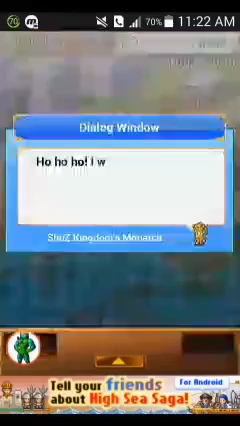 70
70% 11:22 AM
Dialog Window
Ho ho ho! I w
Kingdom's Monarch
Tell your friends
about High Sea Saga!
For Android